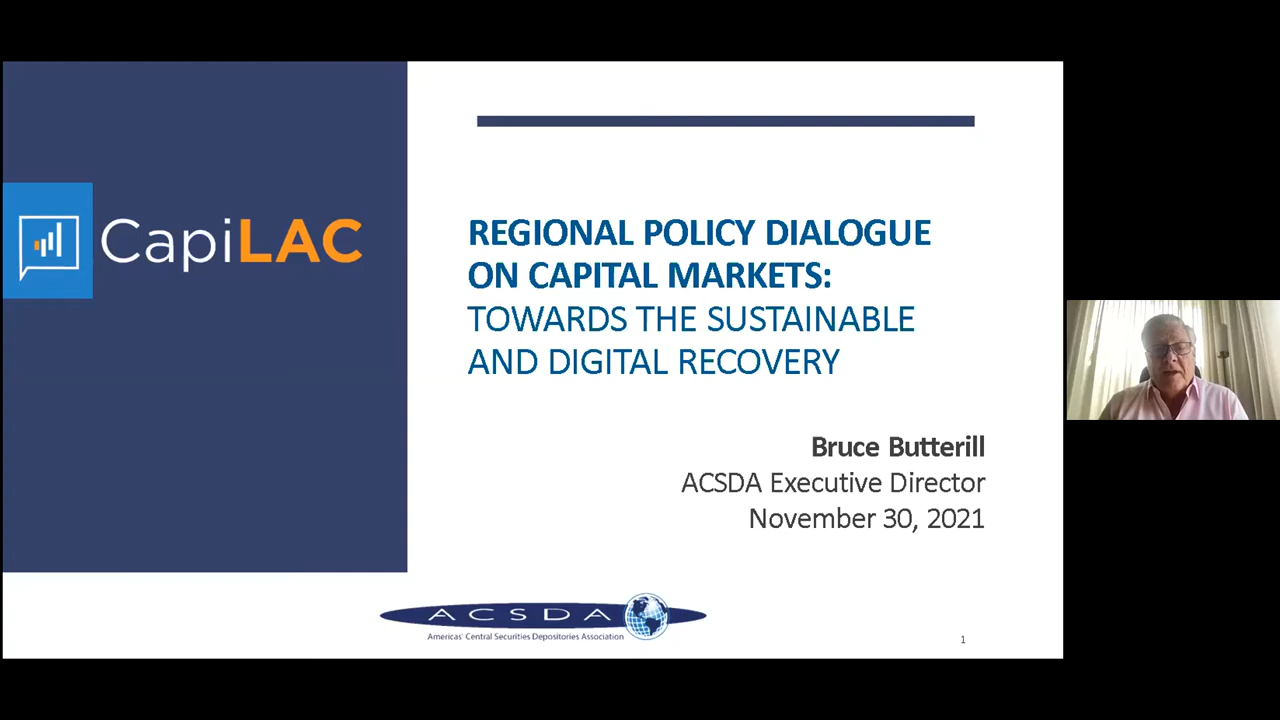 CapiLAC
REGIONAL POLICY DIALOGUE
ON CAPITAL MARKETS:
TOWARDS THE SUSTAINABLE
AND DIGITAL RECOVERY
Bruce Butterill
ACSDA Executive Director
November 30, 2021
ACSDA
Americas' Central Securities Depositories Association
1